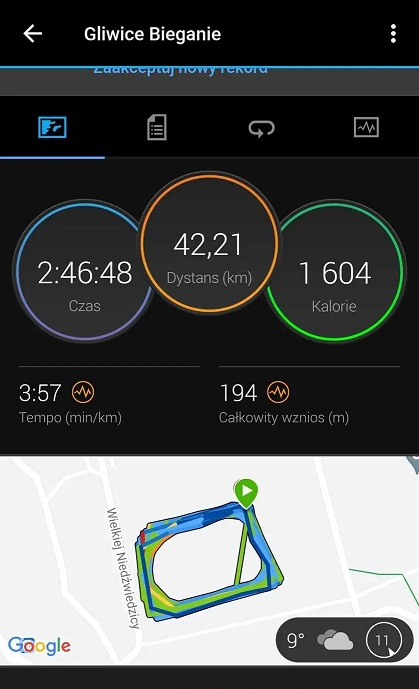 Gliwice Bieganie
Zaakceptuj nowy rekord
2:46:48
Czas
42,21
Dystans (km)
1 604
Kalorie
3:57
Tempo (min/km)
194
Całkowity wznios (m)
Wielkiej Niedźwiedzicy
Google
9°
11